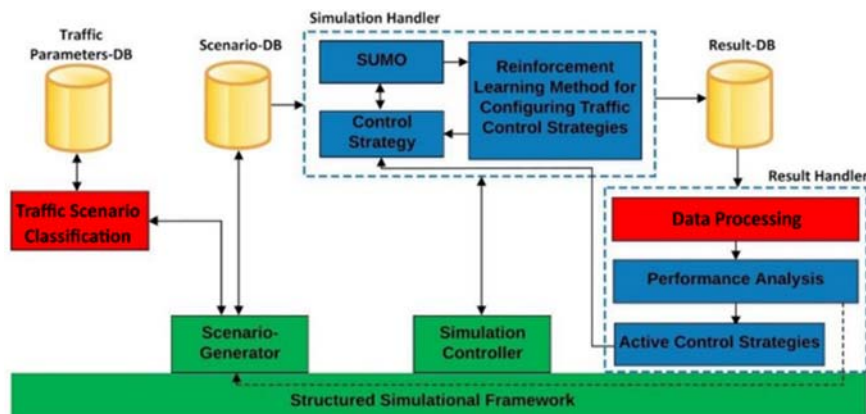 Simulation Handler
Traffic
Parameters-DB
Scenario-DB
Result-DB
SUMO
Reinforcement
Learning Method for
Configuring Traffic
Control Strategies
Control
Strategy
Result Handler
Traffic Scenario
Classification
Data Processing
Performance Analysis
Scenario-
Generator
Simulation
Controller
Active Control Strategies
Structured Simulational Framework